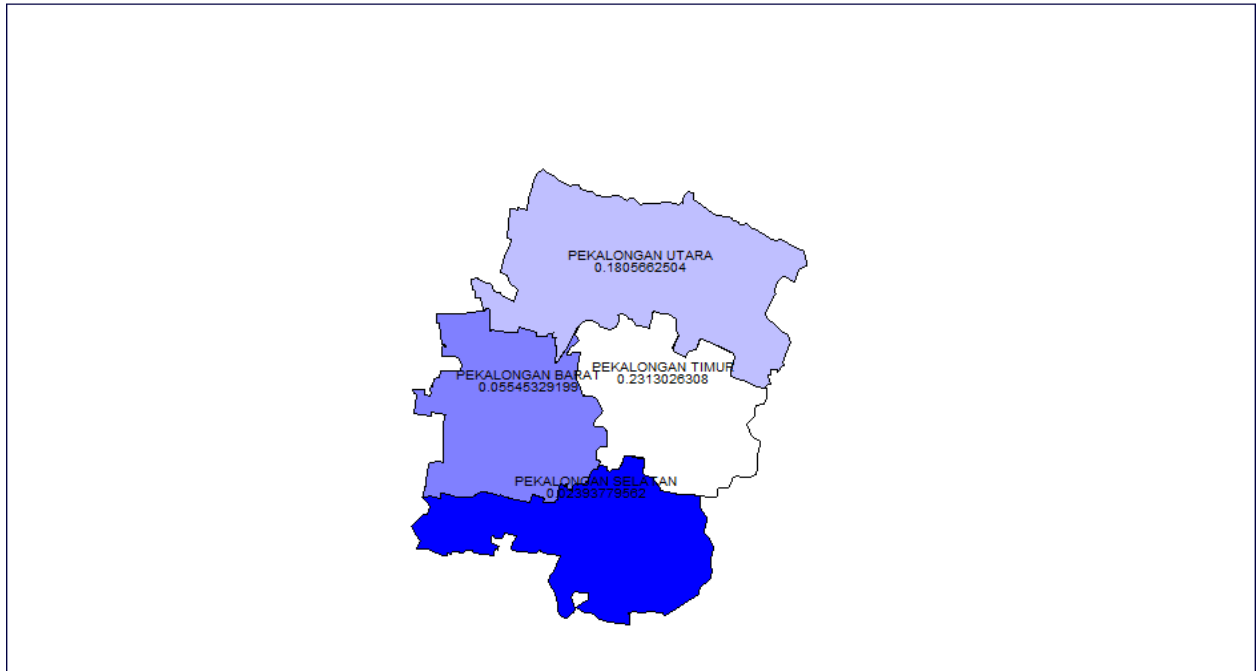 PEKALONGAN UTARA
0.1805662504
PEKALONGAN TIMUR
0.2313026308
PEKALONGAN BARAT
0.05545329199
PEKALONGAN SELATAN
0.02393779562